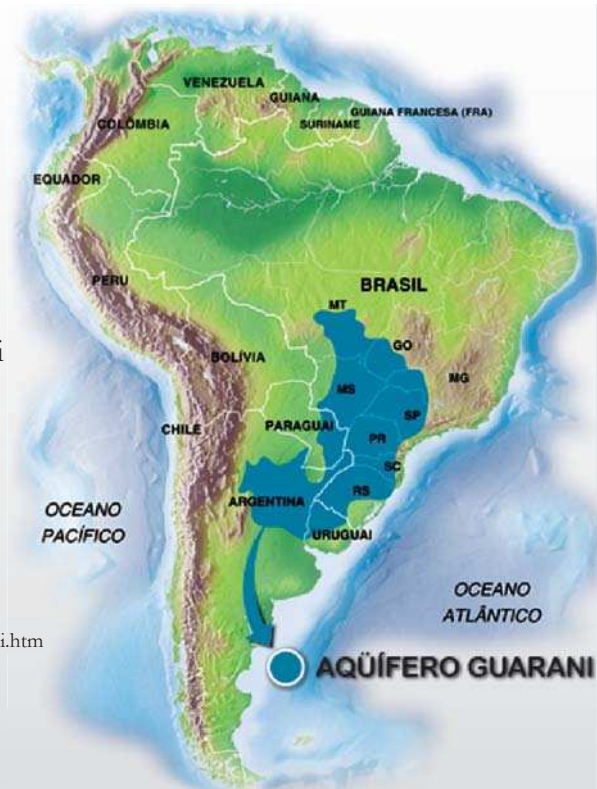 VENEZUELA
GUIANA
GUIANA FRANCESA (FRA)
SURINAME
COLÔMBIA
EQUADOR
PERU
BRASIL
MT
GO
BOLÍVIA
MG
MS
SP
CHILE
PARAGUAI
PR
SC
RS
ARGENTINA
URUGUAI
OCEANO
PACÍFICO
OCEANO
ATLÂNTICO
i
i.htm
AQÜÍFERO GUARANI